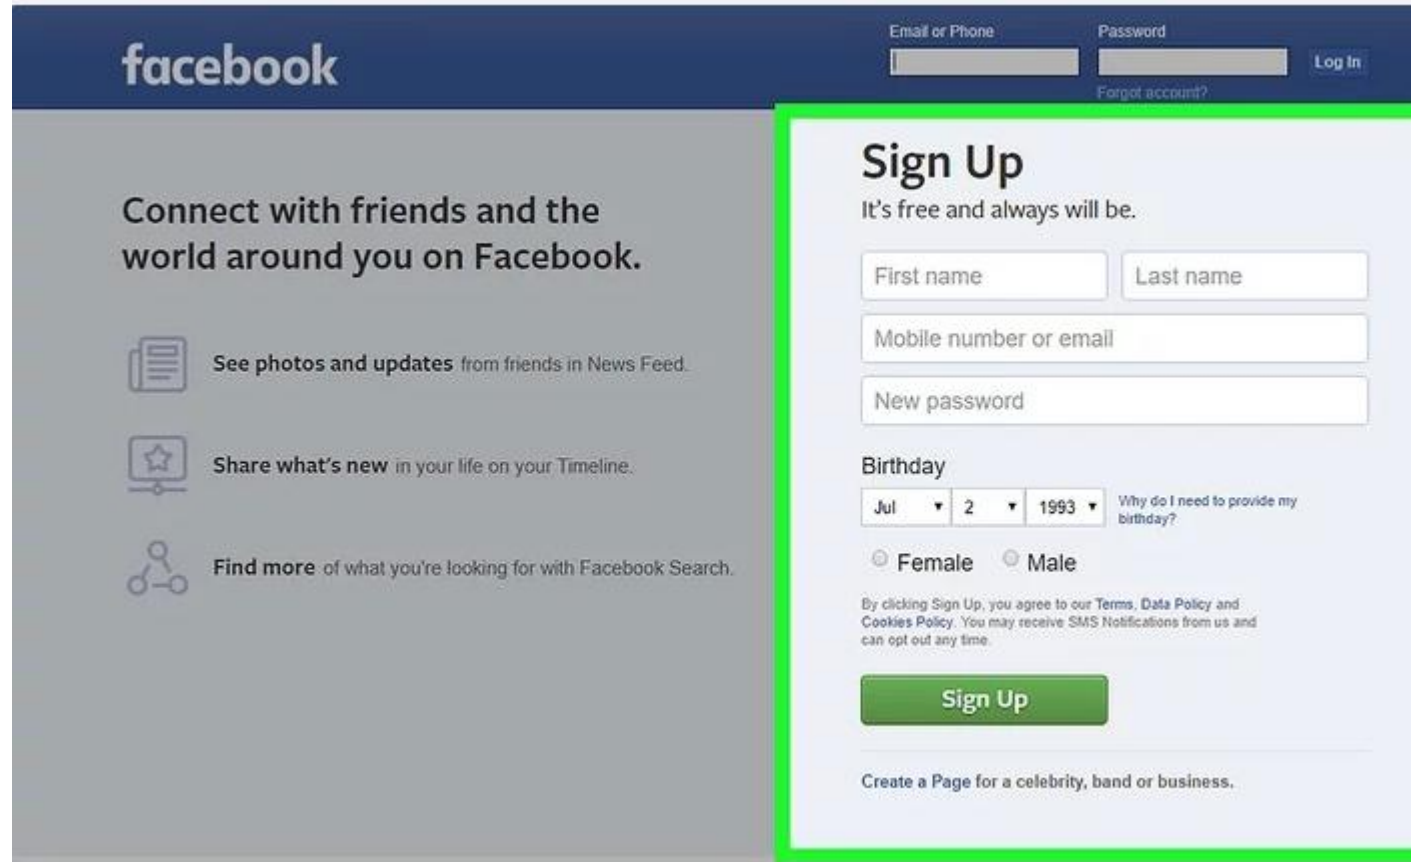 facebook
Email or Phone
Password
Log In
Forgot account?
Connect with friends and the
world around you on Facebook.
See photos and updates from friends in News Feed.
Share what's new in your life on your Timeline.
Find more of what you're looking for with Facebook Search.
Sign Up
It's free and always will be.
First name
Last name
Mobile number or email
New password
Birthday
Jul 2 1993
Why do I need to provide my
birthday?
Female Male
By clicking Sign Up, you agree to our Terms, Data Policy and
Cookies Policy. You may receive SMS Notifications from us and
can opt out any time.
Sign Up
Create a Page for a celebrity, band or business.